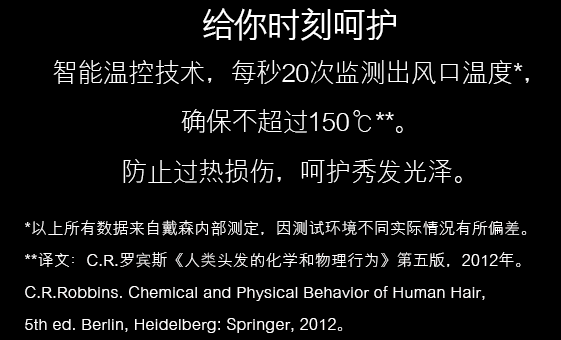 给你时刻呵护
智能温控技术，每秒20次监测出风口温度*，
确保不超过150℃**。
防止过热损伤，呵护秀发光泽。
*以上所有数据来自戴森内部测定，因测试环境不同实际情况有所偏差。
**译文：C.R.罗宾斯《人类头发的化学和物理行为》第五版，2012年。
C.R.Robbins. Chemical and Physical Behavior of Human Hair,
5th ed. Berlin, Heidelberg: Springer, 2012。